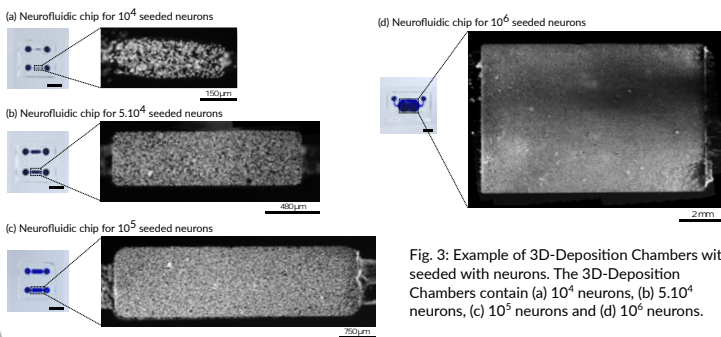 (a) Neurofluidic chip for 10⁴ seeded neurons
150µm
(b) Neurofluidic chip for 5.10⁴ seeded neurons
480µm
(c) Neurofluidic chip for 10⁵ seeded neurons
750µm
(d) Neurofluidic chip for 10⁶ seeded neurons
2mm
Fig. 3: Example of 3D-Deposition Chambers wit
seeded with neurons. The 3D-Deposition
Chambers contain (a) 10⁴ neurons, (b) 5.10⁴
neurons, (c) 10⁵ neurons and (d) 10⁶ neurons.